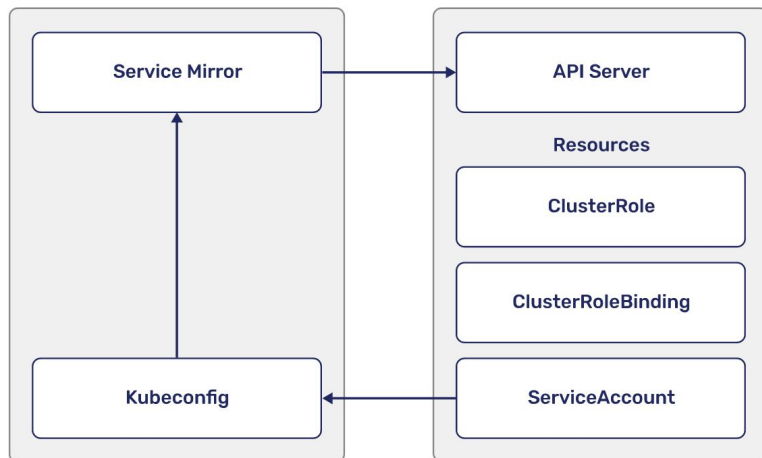 Service Mirror
API Server
Resources
ClusterRole
ClusterRoleBinding
Kubeconfig
ServiceAccount